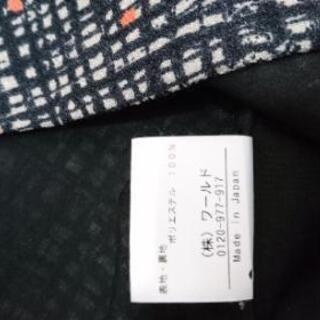 表地・裏地
ポリエステル 100%
(株) ワールド
0120-977-917
Made in Japan